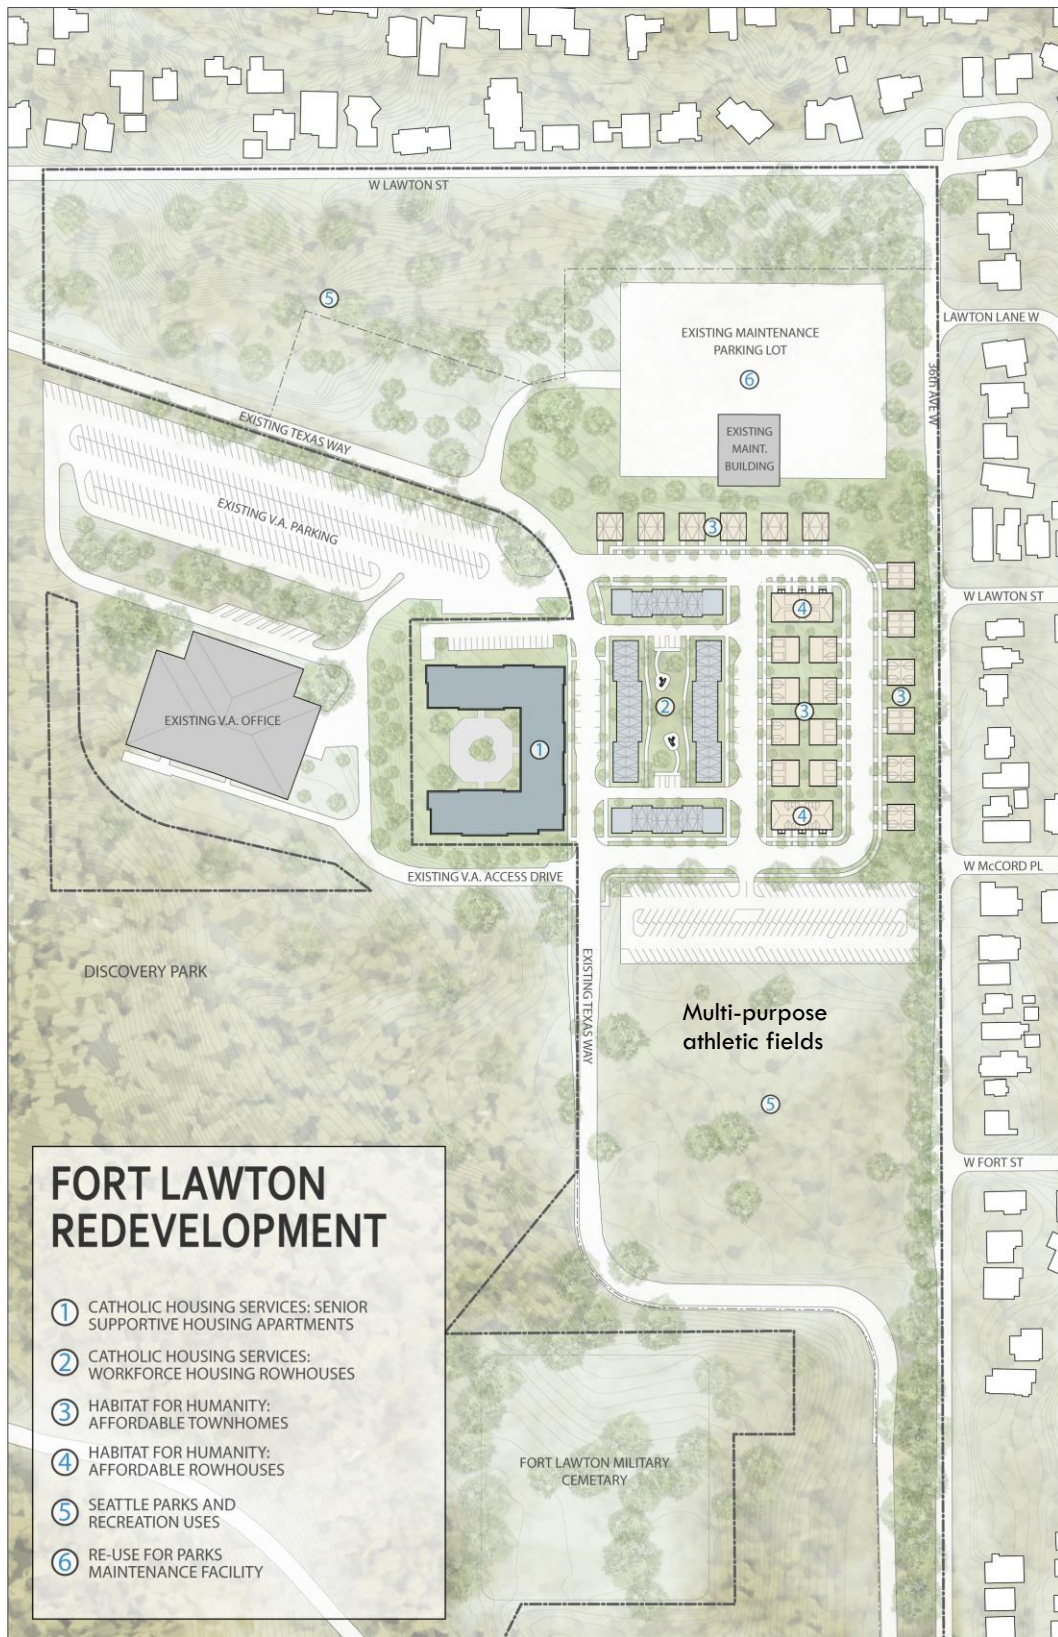 W LAWTON ST
5
EXISTING MAINTENANCE
PARKING LOT
6
LAWTON LANE W
36th AVE W
EXISTING
MAINT.
BUILDING
EXISTING TEXAS WAY
EXISTING V.A. PARKING
3
W LAWTON ST
4
EXISTING V.A. OFFICE
1
2
3
3
4
EXISTING V.A. ACCESS DRIVE
W McCORD PL
DISCOVERY PARK
EXISTING TEXAS WAY
Multi-purpose
athletic fields
5
W FORT ST
FORT LAWTON
REDEVELOPMENT
1 CATHOLIC HOUSING SERVICES: SENIOR
SUPPORTIVE HOUSING APARTMENTS
2 CATHOLIC HOUSING SERVICES:
WORKFORCE HOUSING ROWHOUSES
3 HABITAT FOR HUMANITY:
AFFORDABLE TOWNHOMES
4 HABITAT FOR HUMANITY:
AFFORDABLE ROWHOUSES
5 SEATTLE PARKS AND
RECREATION USES
6 RE-USE FOR PARKS
MAINTENANCE FACILITY
FORT LAWTON MILITARY
CEMETARY